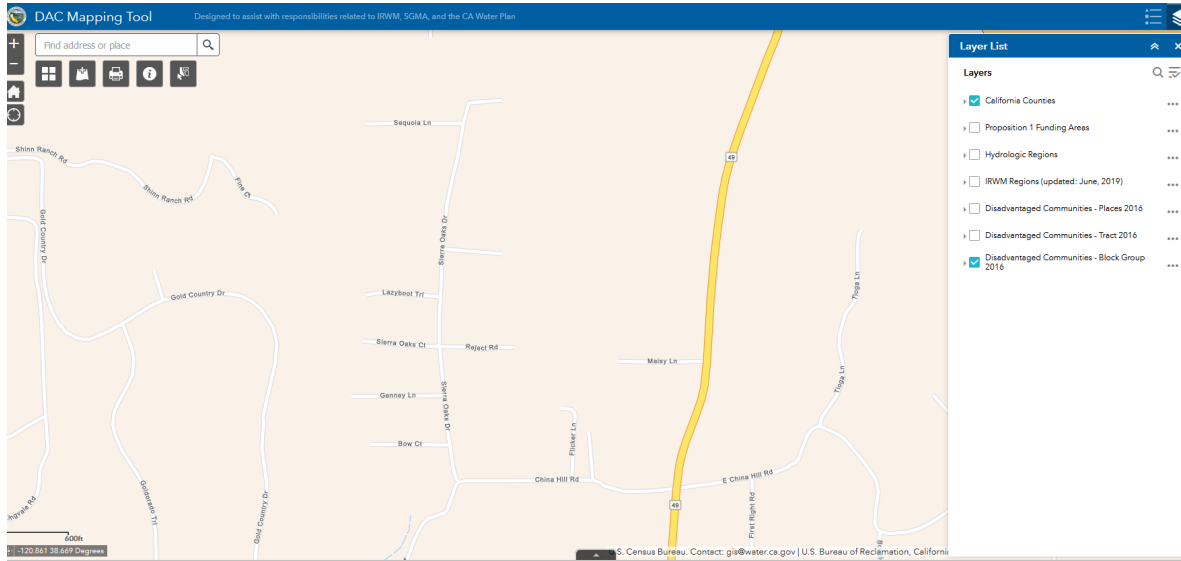 DAC Mapping Tool
Designed to assist with responsibilities related to IRWM, SGMA, and the CA Water Plan
Find address or place
Layer List
Layers
California Counties
Proposition 1 Funding Areas
Hydrologic Regions
IRWM Regions (updated: June, 2019)
Disadvantaged Communities - Places 2016
Disadvantaged Communities - Tract 2016
Disadvantaged Communities - Block Group
2016
Sequoia Ln
49
Shinn Ranch Rd
Shinn Ranch Rd
Fine Ct
Gold Country Dr
Sierra Oaks Dr
Tioga Ln
Gold Country Dr
Lazyboot Trl
Sierra Oaks Ct
Reject Rd
Meisy Ln
Tioga Ln
Genney Ln
Sierra Oaks Dr
Bow Ct
Flicker Ln
China Hill Rd
E China Hill Rd
Goldorado Trl
Gold Country Dr
First Right Rd
49
600ft
-120.861 38.669 Degrees
U.S. Census Bureau. Contact: gis@water.ca.gov | U.S. Bureau of Reclamation, Californi